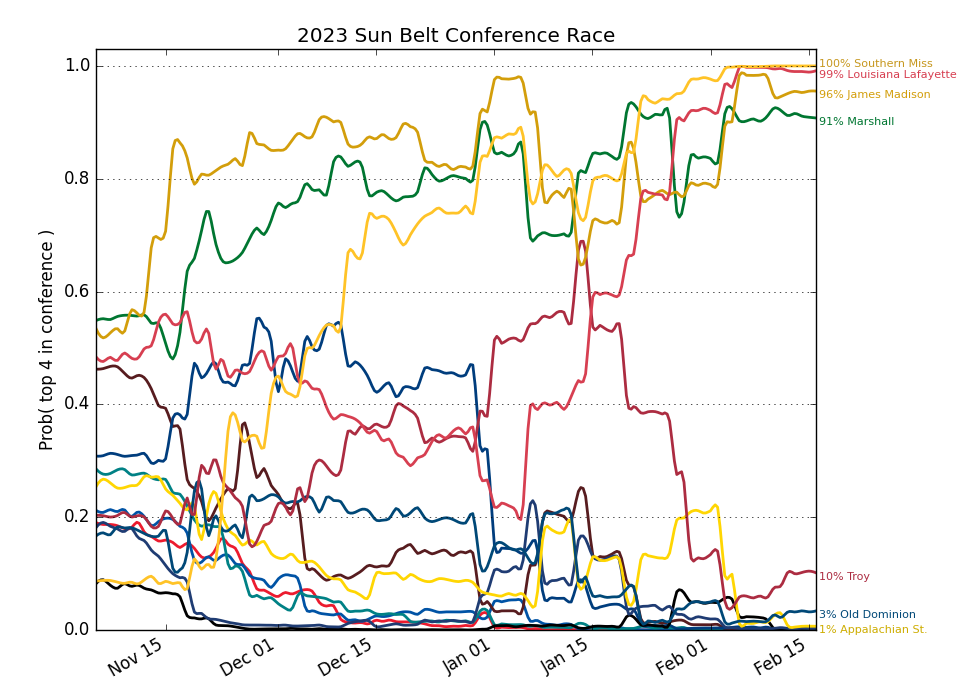 2023 Sun Belt Conference Race
Prob( top 4 in conference )
1.0
0.8
0.6
0.4
0.2
0.0
Nov 15
Dec 01
Dec 15
Jan 01
Jan 15
Feb 01
Feb 15
100% Southern Miss
99% Louisiana Lafayette
96% James Madison
91% Marshall
10% Troy
3% Old Dominion
1% Appalachian St.